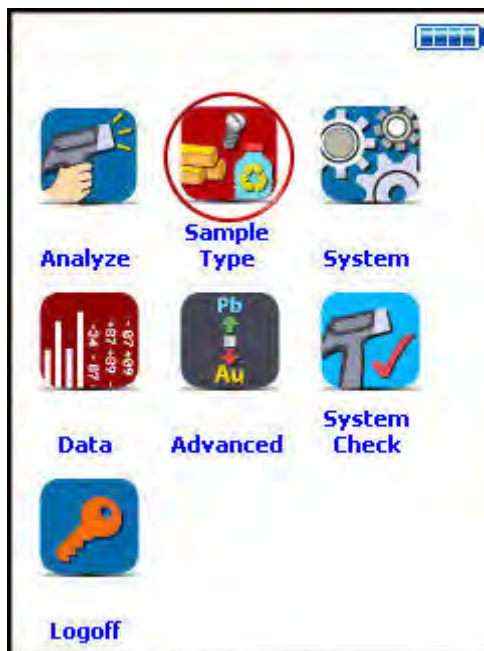 Analyze
Sample
Type
System
Pb
Au
Data
Advanced
System
Check
Logoff